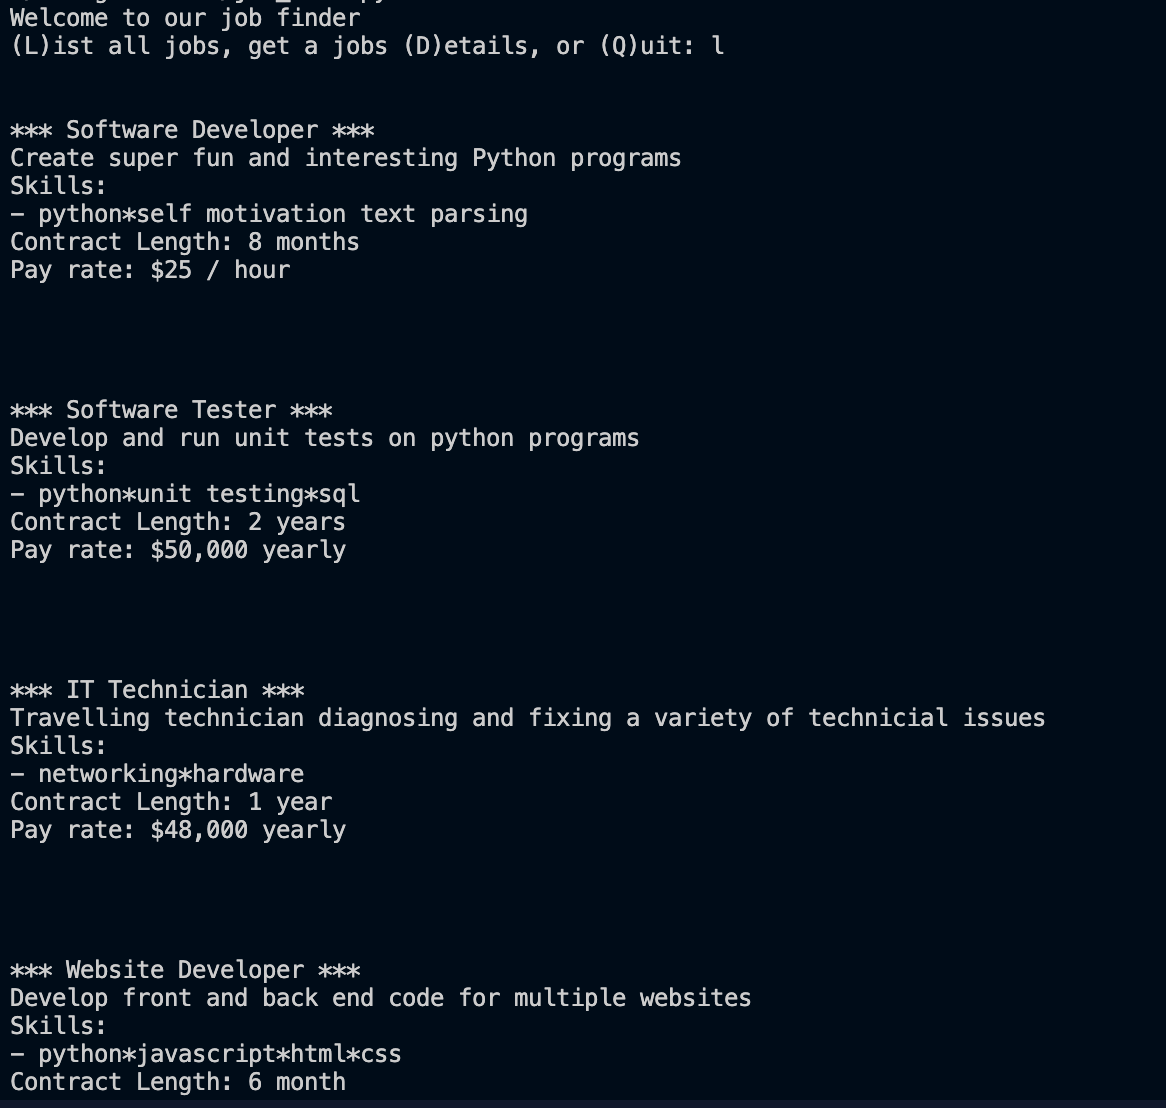 Welcome to our job finder
(L)ist all jobs, get a jobs (D)etails, or (Q)uit: l
*** Software Developer ***
Create super fun and interesting Python programs
Skills:
- python*self motivation text parsing
Contract Length: 8 months
Pay rate: $25 / hour
*** Software Tester ***
Develop and run unit tests on python programs
Skills:
- python*unit testing*sql
Contract Length: 2 years
Pay rate: $50,000 yearly
*** IT Technician ***
Travelling technician diagnosing and fixing a variety of technicial issues
Skills:
- networking*hardware
Contract Length: 1 year
Pay rate: $48,000 yearly
*** Website Developer ***
Develop front and back end code for multiple websites
Skills:
- python*javascript*html*css
Contract Length: 6 month